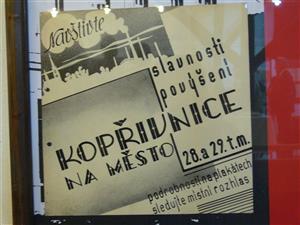 Navštivte
slavnosti
povýšení
KOPŘIVNICE
NA MĚSTO
28. a 29. t. m.
podrobnosti na plakátech
sledujte místní rozhlas